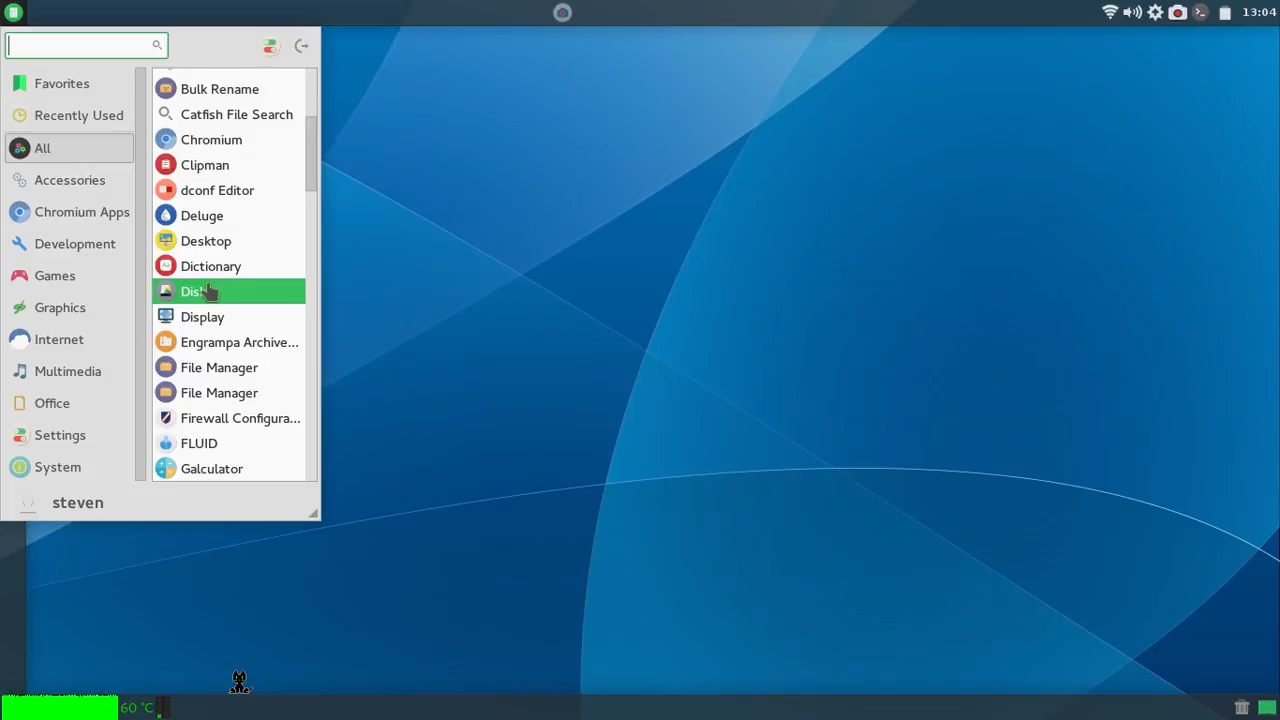 13:04
Favorites
Recently Used
All
Accessories
Chromium Apps
Development
Games
Graphics
Internet
Multimedia
Office
Settings
System
Bulk Rename
Catfish File Search
Chromium
Clipman
dconf Editor
Deluge
Desktop
Dictionary
Display
Engrampa Archive...
File Manager
File Manager
Firewall Configura...
FLUID
Galculator
steven
60 °C